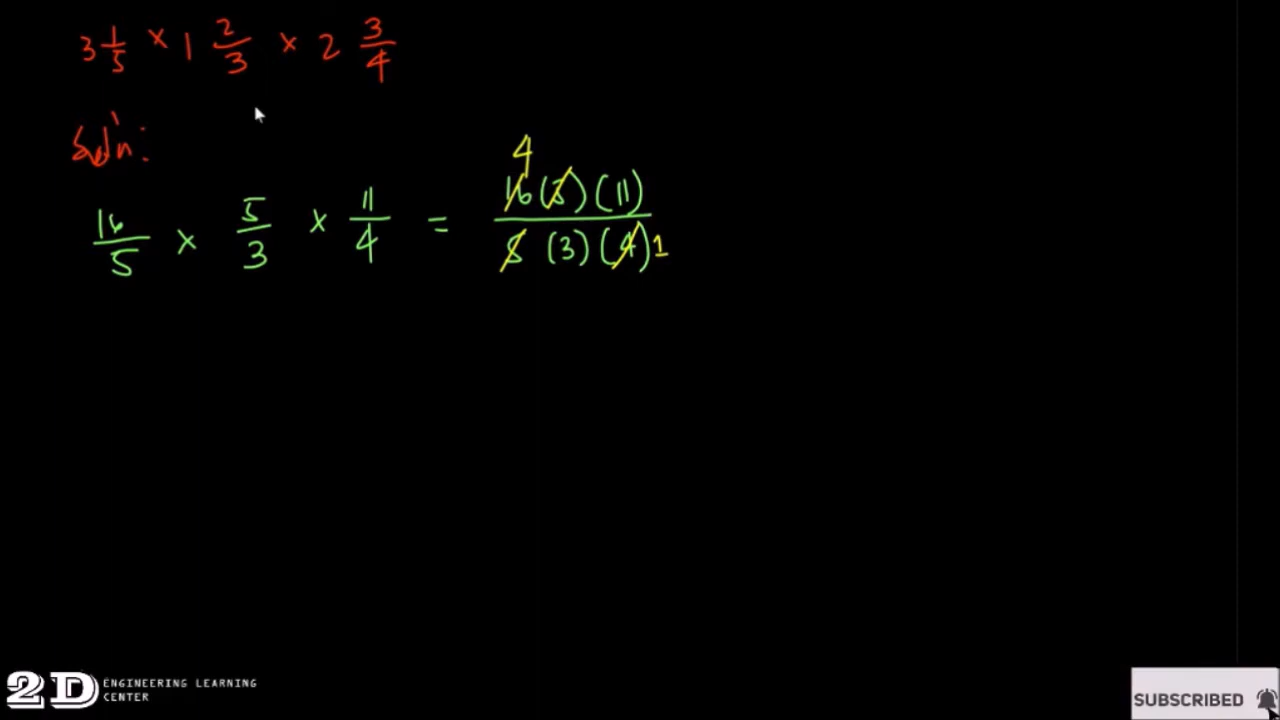 3 1/5 × 1 2/3 × 2 3/4
Sol'n:
4
16/5 × 5/3 × 11/4 = 16(5)(11)/5(3)(4) 1
2D ENGINEERING LEARNING
CENTER
SUBSCRIBED